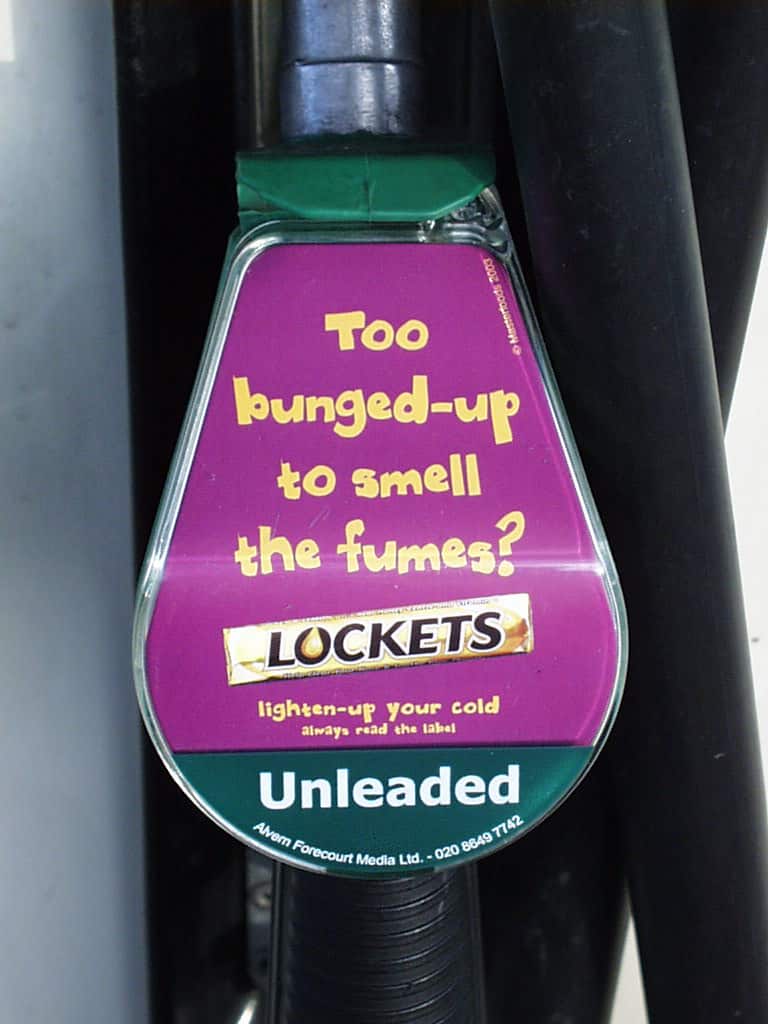 © Masterfoods 2003
Too
bunged-up
to smell
the fumes?
LOCKETS
lighten-up your cold
always read the label
Unleaded
Alvern Forecourt Media Ltd. - 020 8649 7742